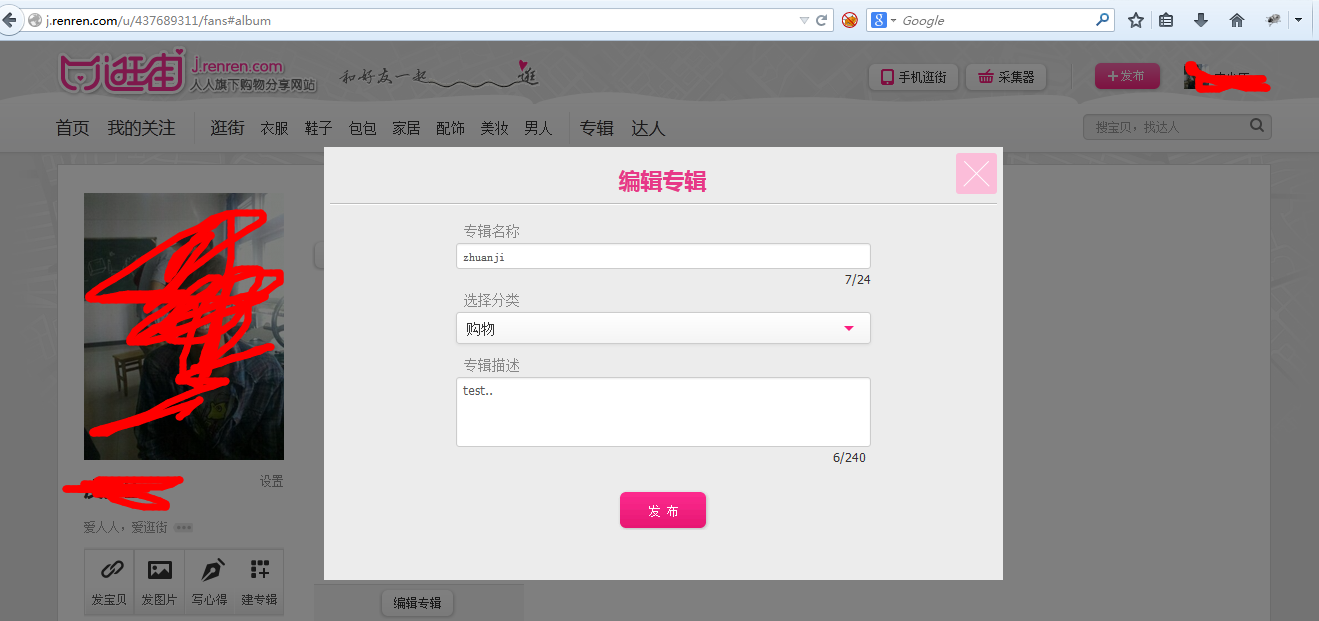 j.renren.com/u/437689311/fans#album
Google
逛街 j.renren.com
人人旗下购物分享网站
和好友一起 逛
手机逛街
采集器
+发布
首页 我的关注 逛街 衣服 鞋子 包包 家居 配饰 美妆 男人 专辑 达人
搜宝贝，找达人
编辑专辑
专辑名称
zhuanji
7/24
选择分类
购物
专辑描述
test..
6/240
发 布
设置
爱人人，爱逛街
发宝贝 发图片 写心得 建专辑
编辑专辑